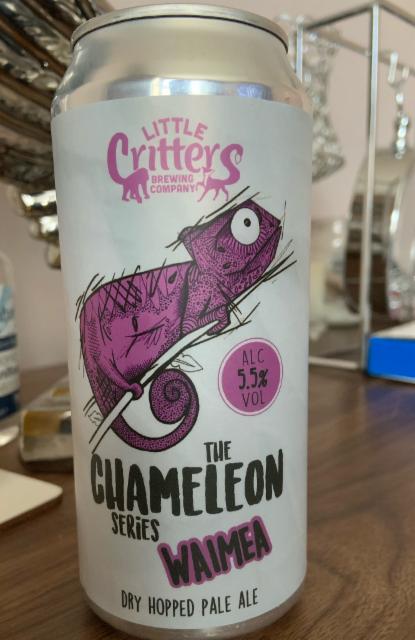 LITTLE
Critters
BREWING
COMPANY
ALC
5.5%
VOL
THE
CHAMELEON
SERIES
WAIMEA
DRY HOPPED PALE ALE